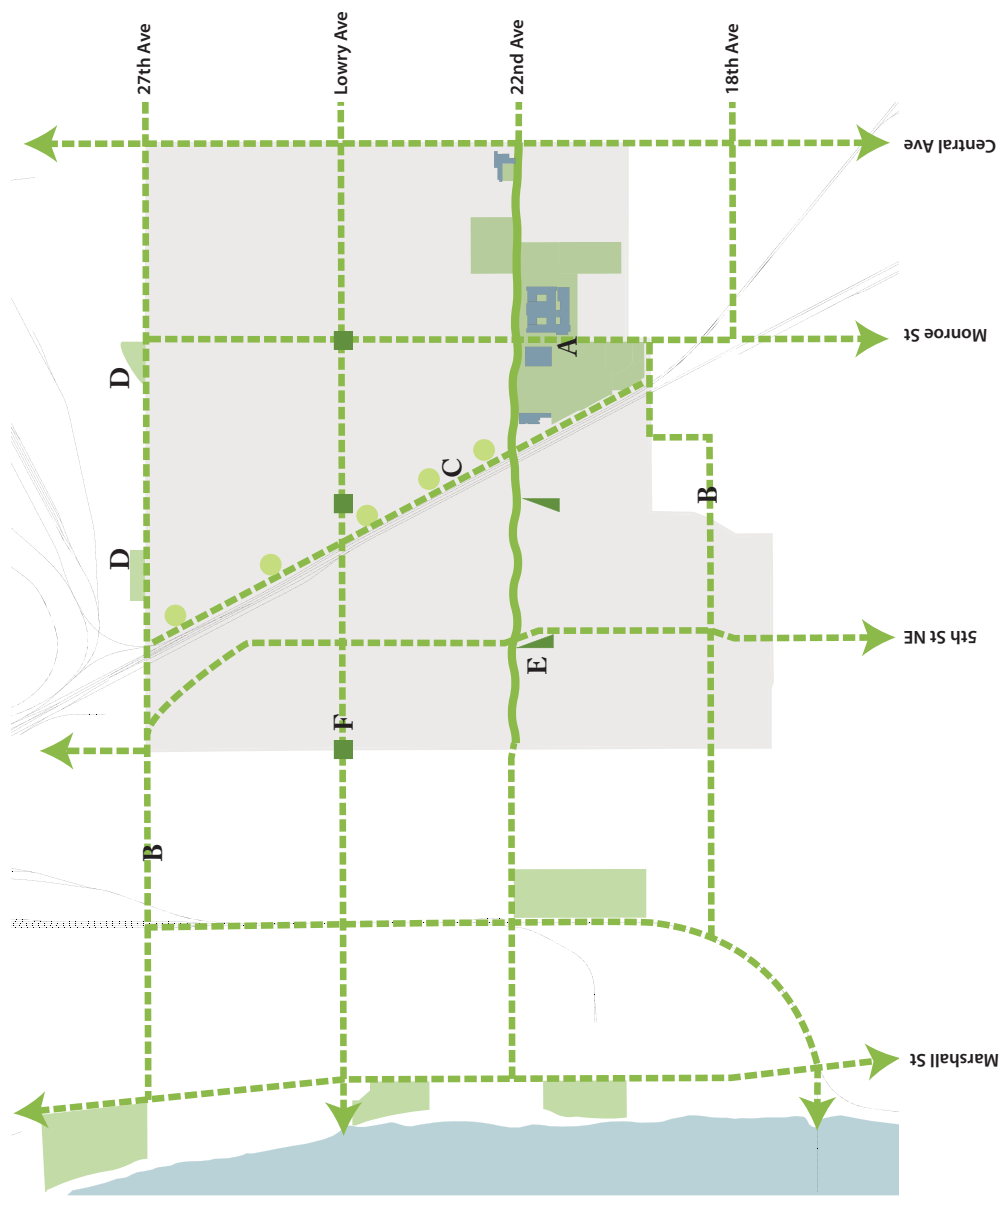 27th Ave
Lowry Ave
22nd Ave
18th Ave
Central Ave
Monroe St
A
D
C
B
D
5th St NE
E
F
B
Marshall St